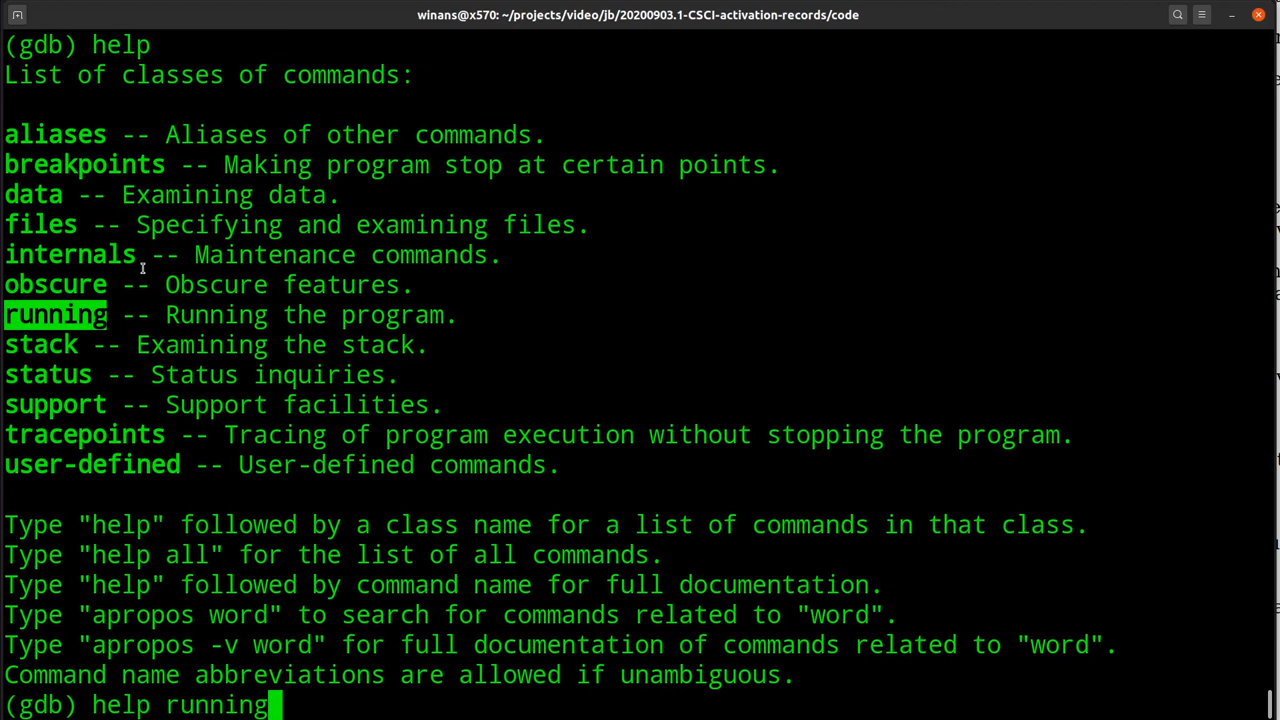 winans@x570: ~/projects/video/jb/20200903.1-CSCI-activation-records/code
(gdb) help
List of classes of commands:
aliases -- Aliases of other commands.
breakpoints -- Making program stop at certain points.
data -- Examining data.
files -- Specifying and examining files.
internals -- Maintenance commands.
obscure -- Obscure features.
running -- Running the program.
stack -- Examining the stack.
status -- Status inquiries.
support -- Support facilities.
tracepoints -- Tracing of program execution without stopping the program.
user-defined -- User-defined commands.
Type "help" followed by a class name for a list of commands in that class.
Type "help all" for the list of all commands.
Type "help" followed by command name for full documentation.
Type "apropos word" to search for commands related to "word".
Type "apropos -v word" for full documentation of commands related to "word".
Command name abbreviations are allowed if unambiguous.
(gdb) help running